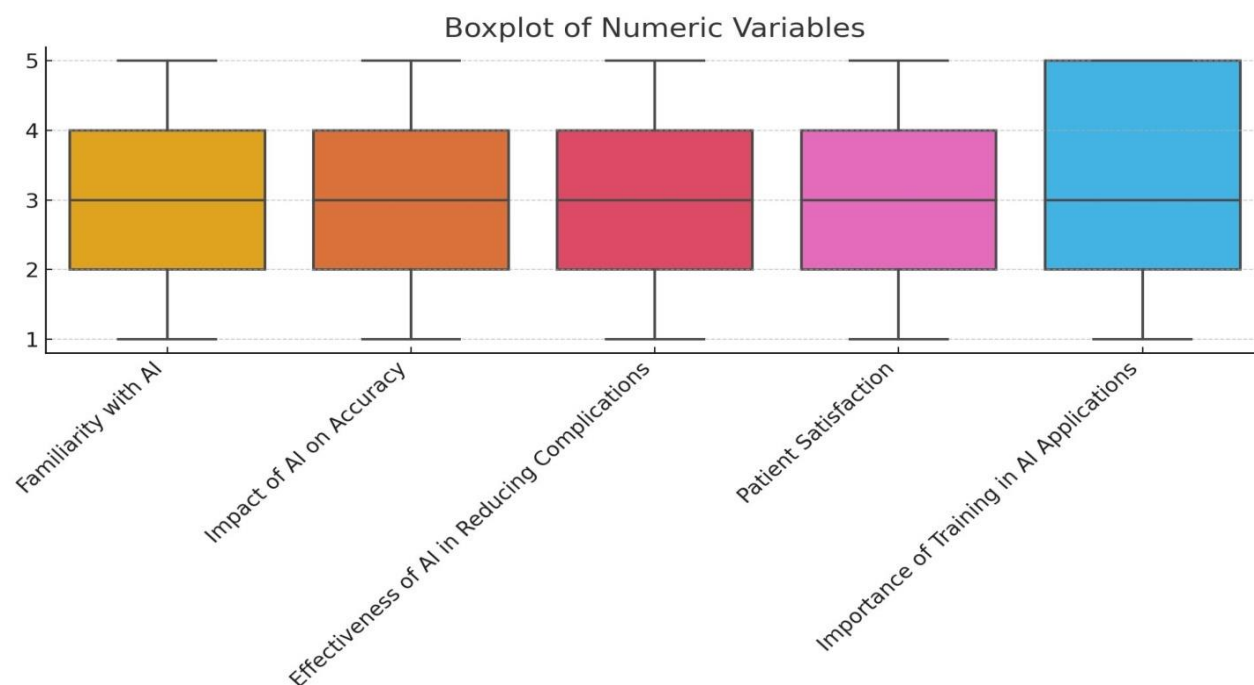 Boxplot of Numeric Variables
5
4
3
2
1
Familiarity with AI
Impact of AI on Accuracy
Effectiveness of AI in Reducing Complications
Patient Satisfaction
Importance of Training in AI Applications